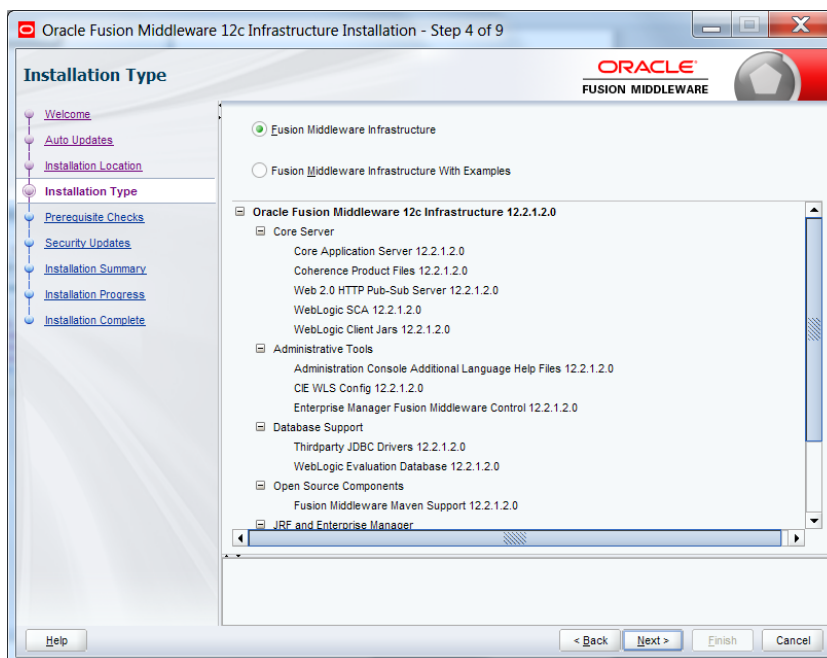 Oracle Fusion Middleware 12c Infrastructure Installation - Step 4 of 9
Installation Type
ORACLE
FUSION MIDDLEWARE
Welcome
Auto Updates
Installation Location
Installation Type
Prerequisite Checks
Security Updates
Installation Summary
Installation Progress
Installation Complete
Fusion Middleware Infrastructure
Fusion Middleware Infrastructure With Examples
Oracle Fusion Middleware 12c Infrastructure 12.2.1.2.0
Core Server
Core Application Server 12.2.1.2.0
Coherence Product Files 12.2.1.2.0
Web 2.0 HTTP Pub-Sub Server 12.2.1.2.0
WebLogic SCA 12.2.1.2.0
WebLogic Client Jars 12.2.1.2.0
Administrative Tools
Administration Console Additional Language Help Files 12.2.1.2.0
CIE WLS Config 12.2.1.2.0
Enterprise Manager Fusion Middleware Control 12.2.1.2.0
Database Support
Thirdparty JDBC Drivers 12.2.1.2.0
WebLogic Evaluation Database 12.2.1.2.0
Open Source Components
Fusion Middleware Maven Support 12.2.1.2.0
JRF and Enterprise Manager
Help
< Back
Next >
Finish
Cancel